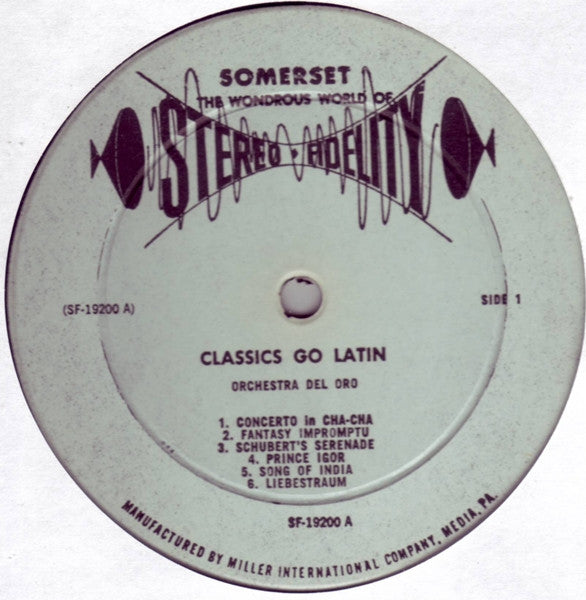 SOMERSET
THE WONDROUS WORLD OF
STEREO • FIDELITY
(SF-19200 A)
SIDE 1
CLASSICS GO LATIN
ORCHESTRA DEL ORO
1. CONCERTO in CHA-CHA
2. FANTASY IMPROMPTU
3. SCHUBERT'S SERENADE
4. PRINCE IGOR
5. SONG OF INDIA
6. LIEBESTRAUM
SF-19200 A
MANUFACTURED BY MILLER INTERNATIONAL COMPANY, MEDIA, PA.